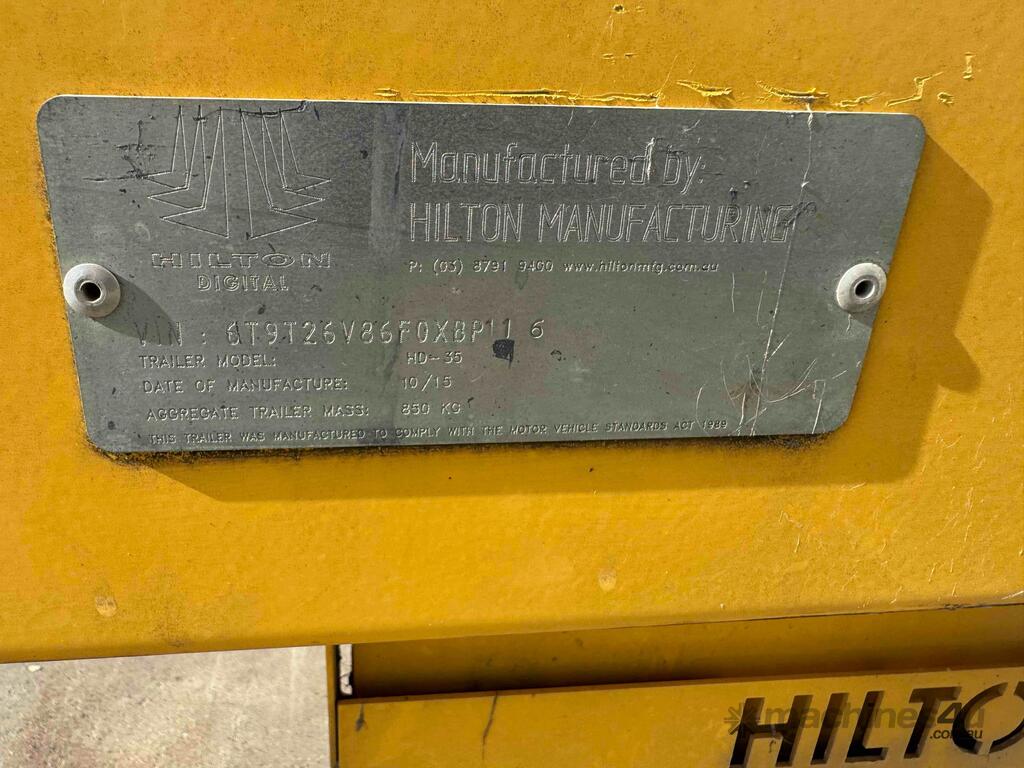 Manufactured by:
HILTON MANUFACTURING
P: (03) 8791 9400 www.hiltonmfg.com.au
HILTON
DIGITAL
VIN :
TRAILER MODEL: HD-35
DATE OF MANUFACTURE: 10/15
AGGREGATE TRAILER MASS: 850 KG
THIS TRAILER WAS MANUFACTURED TO COMPLY WITH THE MOTOR VEHICLE STANDARDS ACT 1989
HILTO
machines4u
.com.au